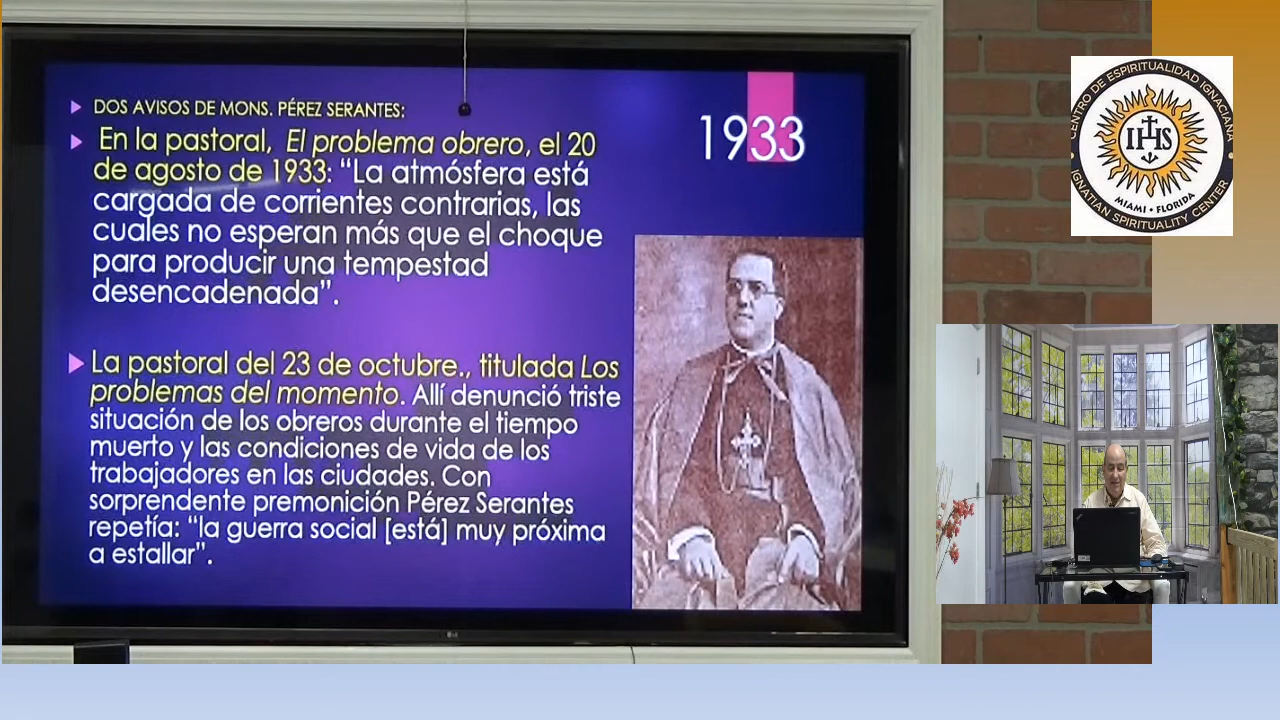 DOS AVISOS DE MONS. PÉREZ SERANTES:
En la pastoral, El problema obrero, el 20
de agosto de 1933: “La atmósfera está
cargada de corrientes contrarias, las
cuales no esperan más que el choque
para producir una tempestad
desencadenada”.
La pastoral del 23 de octubre., titulada Los
problemas del momento. Allí denunció triste
situación de los obreros durante el tiempo
muerto y las condiciones de vida de los
trabajadores en las ciudades. Con
sorprendente premonición Pérez Serantes
repetía: “la guerra social [está] muy próxima
a estallar”.
1933
LG
CENTRO DE ESPIRITUALIDAD IGNACIANA
IHS
MIAMI • FLORIDA
IGNATIAN SPIRITUALITY CENTER